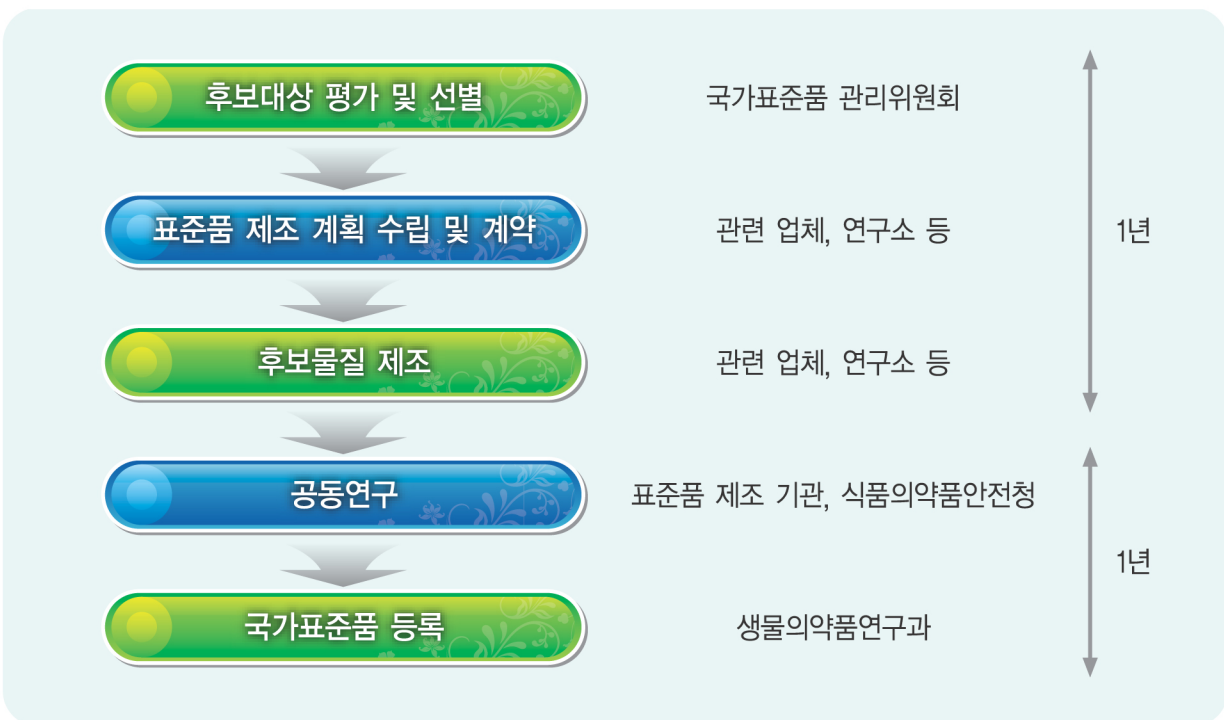 후보대상 평가 및 선별
국가표준품 관리위원회
표준품 제조 계획 수립 및 계약
관련 업체, 연구소 등
1년
후보물질 제조
관련 업체, 연구소 등
공동연구
표준품 제조 기관, 식품의약품안전청
1년
국가표준품 등록
생물의약품연구과